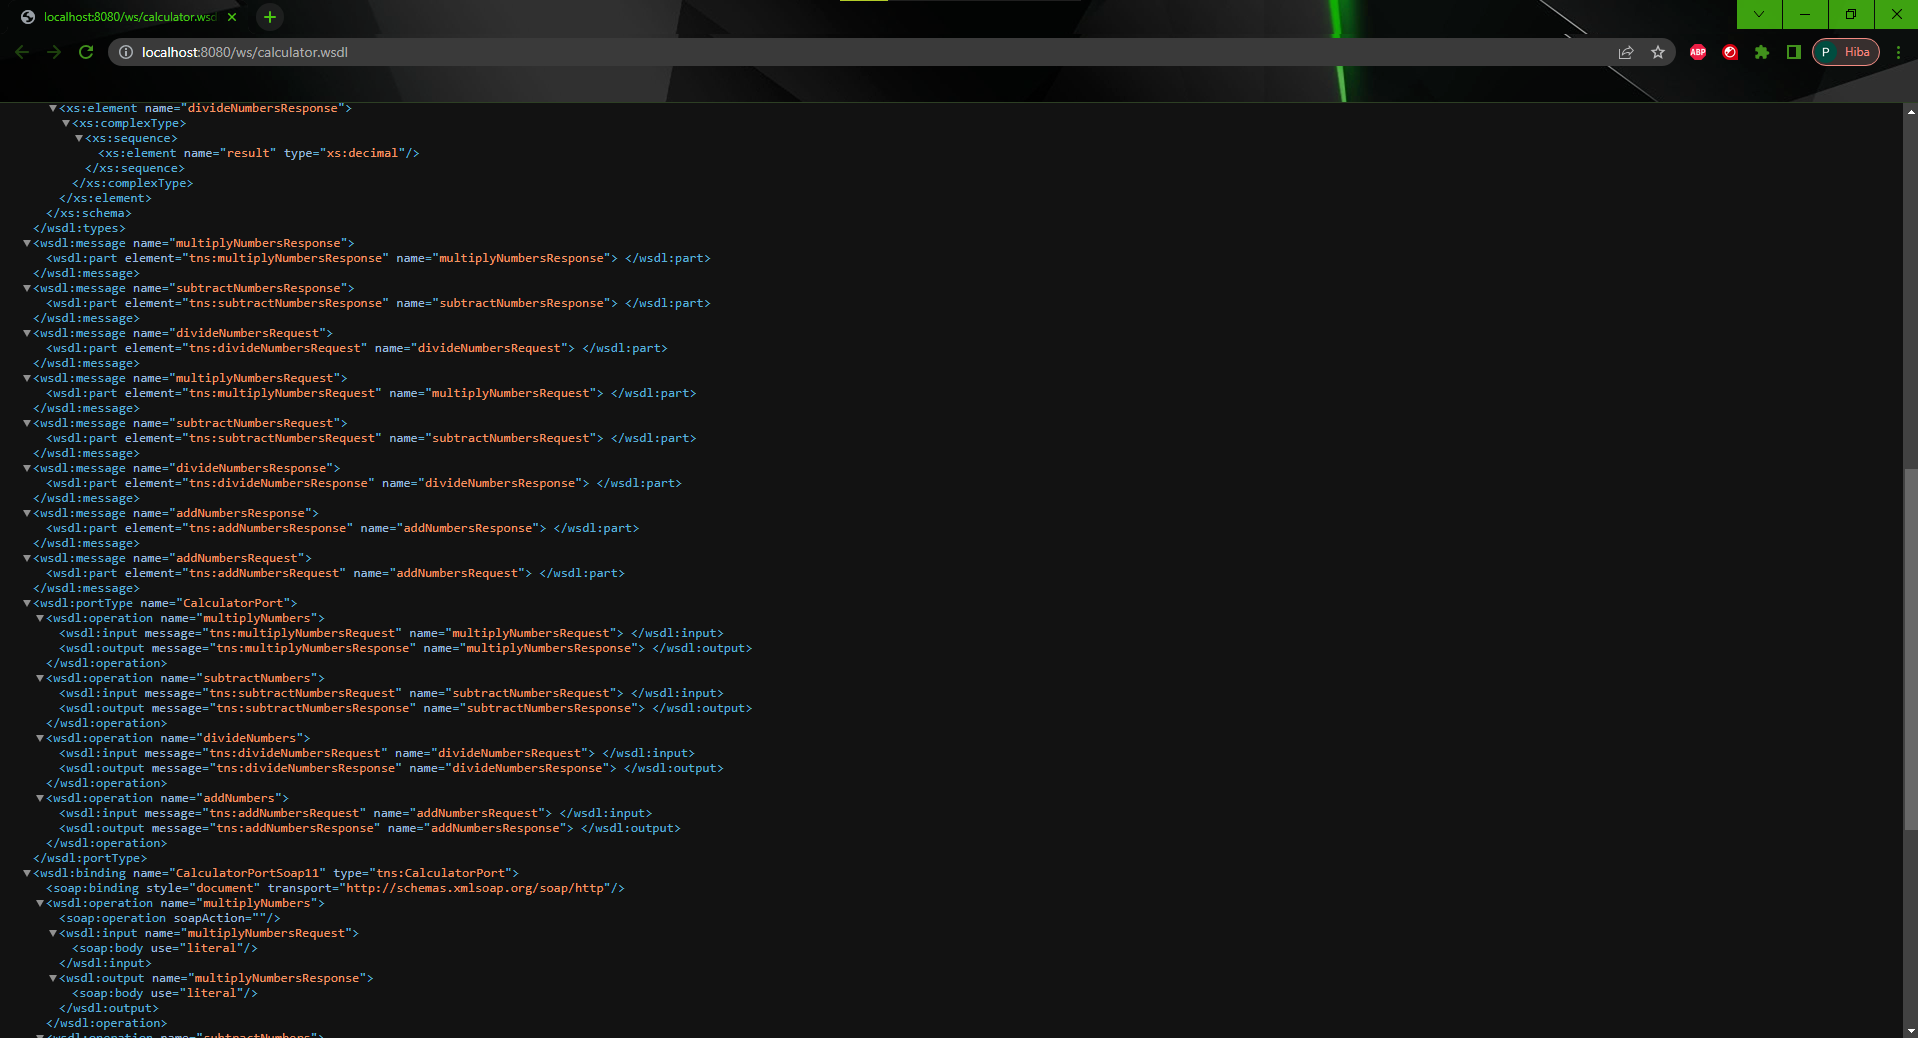 localhost:8080/ws/calculator.wsd
localhost:8080/ws/calculator.wsdl
ABP
P Hiba
▼<xs:element name="divideNumbersResponse">
▼<xs:complexType>
▼<xs:sequence>
<xs:element name="result" type="xs:decimal"/>
</xs:sequence>
</xs:complexType>
</xs:element>
</xs:schema>
</wsdl:types>
▼<wsdl:message name="multiplyNumbersResponse">
<wsdl:part element="tns:multiplyNumbersResponse" name="multiplyNumbersResponse"> </wsdl:part>
</wsdl:message>
▼<wsdl:message name="subtractNumbersResponse">
<wsdl:part element="tns:subtractNumbersResponse" name="subtractNumbersResponse"> </wsdl:part>
</wsdl:message>
▼<wsdl:message name="divideNumbersRequest">
<wsdl:part element="tns:divideNumbersRequest" name="divideNumbersRequest"> </wsdl:part>
</wsdl:message>
▼<wsdl:message name="multiplyNumbersRequest">
<wsdl:part element="tns:multiplyNumbersRequest" name="multiplyNumbersRequest"> </wsdl:part>
</wsdl:message>
▼<wsdl:message name="subtractNumbersRequest">
<wsdl:part element="tns:subtractNumbersRequest" name="subtractNumbersRequest"> </wsdl:part>
</wsdl:message>
▼<wsdl:message name="divideNumbersResponse">
<wsdl:part element="tns:divideNumbersResponse" name="divideNumbersResponse"> </wsdl:part>
</wsdl:message>
▼<wsdl:message name="addNumbersResponse">
<wsdl:part element="tns:addNumbersResponse" name="addNumbersResponse"> </wsdl:part>
</wsdl:message>
▼<wsdl:message name="addNumbersRequest">
<wsdl:part element="tns:addNumbersRequest" name="addNumbersRequest"> </wsdl:part>
</wsdl:message>
▼<wsdl:portType name="CalculatorPort">
▼<wsdl:operation name="multiplyNumbers">
<wsdl:input message="tns:multiplyNumbersRequest" name="multiplyNumbersRequest"> </wsdl:input>
<wsdl:output message="tns:multiplyNumbersResponse" name="multiplyNumbersResponse"> </wsdl:output>
</wsdl:operation>
▼<wsdl:operation name="subtractNumbers">
<wsdl:input message="tns:subtractNumbersRequest" name="subtractNumbersRequest"> </wsdl:input>
<wsdl:output message="tns:subtractNumbersResponse" name="subtractNumbersResponse"> </wsdl:output>
</wsdl:operation>
▼<wsdl:operation name="divideNumbers">
<wsdl:input message="tns:divideNumbersRequest" name="divideNumbersRequest"> </wsdl:input>
<wsdl:output message="tns:divideNumbersResponse" name="divideNumbersResponse"> </wsdl:output>
</wsdl:operation>
▼<wsdl:operation name="addNumbers">
<wsdl:input message="tns:addNumbersRequest" name="addNumbersRequest"> </wsdl:input>
<wsdl:output message="tns:addNumbersResponse" name="addNumbersResponse"> </wsdl:output>
</wsdl:operation>
</wsdl:portType>
▼<wsdl:binding name="CalculatorPortSoap11" type="tns:CalculatorPort">
<soap:binding style="document" transport="http://schemas.xmlsoap.org/soap/http"/>
▼<wsdl:operation name="multiplyNumbers">
<soap:operation soapAction=""/>
▼<wsdl:input name="multiplyNumbersRequest">
<soap:body use="literal"/>
</wsdl:input>
▼<wsdl:output name="multiplyNumbersResponse">
<soap:body use="literal"/>
</wsdl:output>
</wsdl:operation>
▼<wsdl:operation name="subtractNumbers">